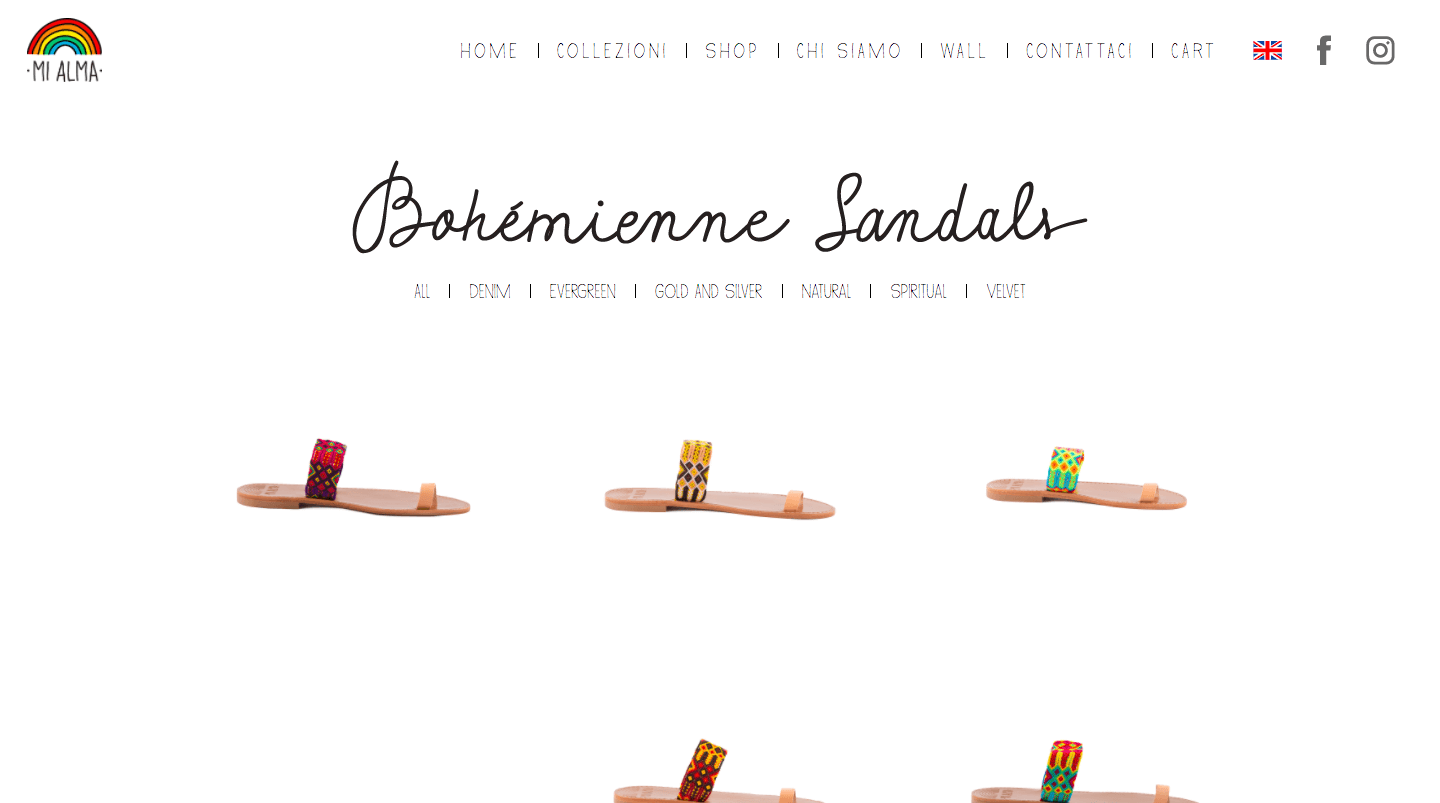 ·MI ALMA·
HOME | COLLEZIONI | SHOP | CHI SIAMO | WALL | CONTATTACI | CART
Bohémienne Sandals
ALL | DENIM | EVERGREEN | GOLD AND SILVER | NATURAL | SPIRITUAL | VELVET